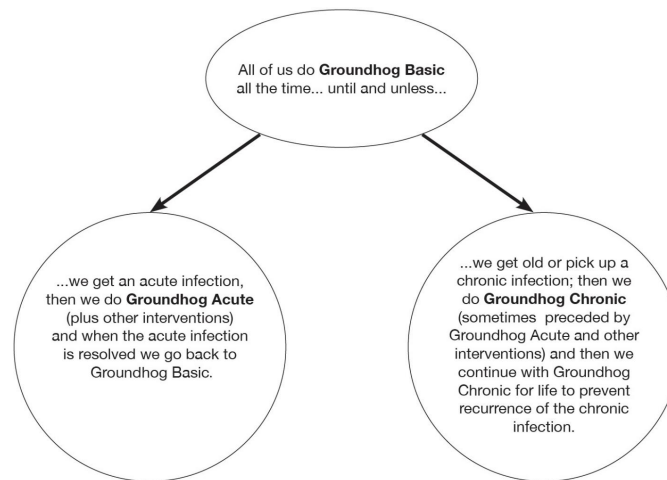 All of us do Groundhog Basic
all the time... until and unless...
...we get an acute infection,
then we do Groundhog Acute
(plus other interventions)
and when the acute infection
is resolved we go back to
Groundhog Basic.
...we get old or pick up a
chronic infection; then we
do Groundhog Chronic
(sometimes preceded by
Groundhog Acute and other
interventions) and then we
continue with Groundhog
Chronic for life to prevent
recurrence of the chronic
infection.